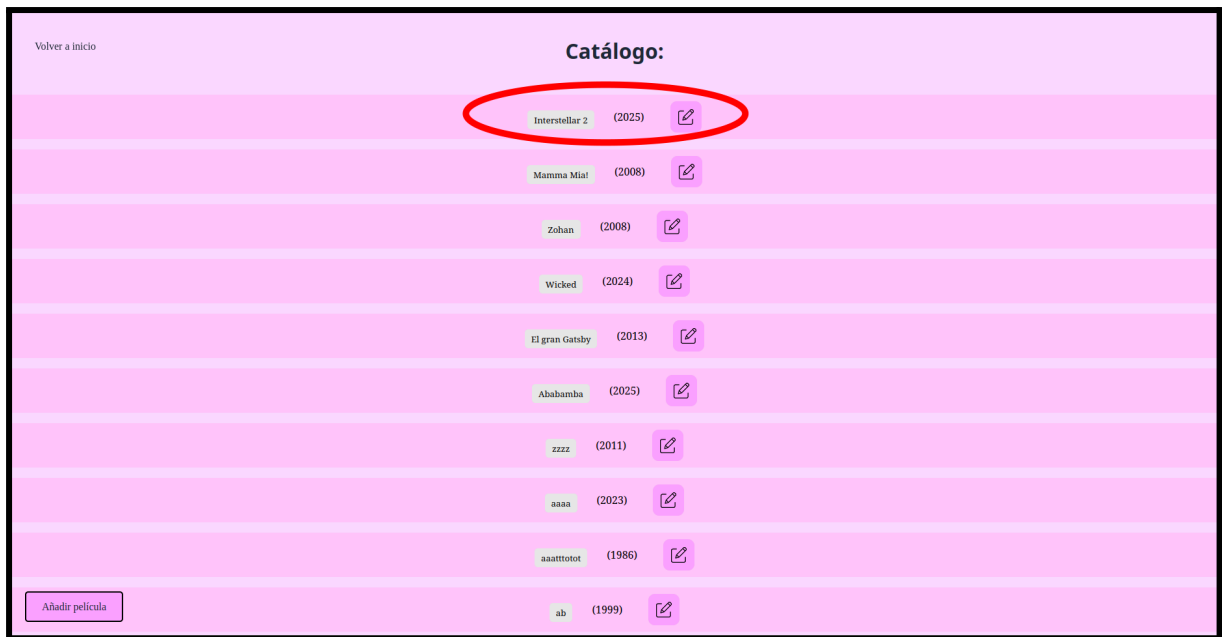 Volver a inicio
Catálogo:
Interstellar 2 (2025)
Mamma Mia! (2008)
Zohan (2008)
Wicked (2024)
El gran Gatsby (2013)
Ababamba (2025)
zzzz (2011)
aaaa (2023)
aaatttotot (1986)
Añadir película
ab (1999)